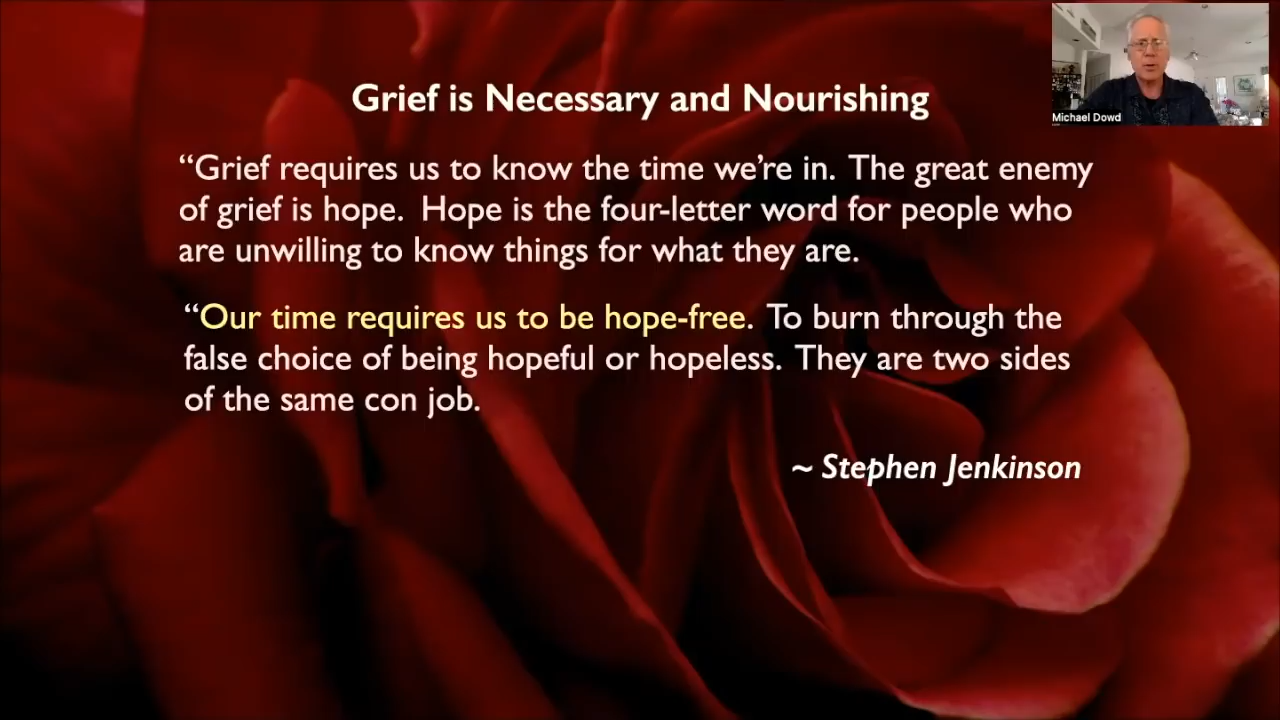 Grief is Necessary and Nourishing
Michael Dowd
“Grief requires us to know the time we’re in.  The great enemy
of grief is hope.  Hope is the four-letter word for people who
are unwilling to know things for what they are.
“Our time requires us to be hope-free.  To burn through the
false choice of being hopeful or hopeless.  They are two sides
of the same con job.
~ Stephen Jenkinson